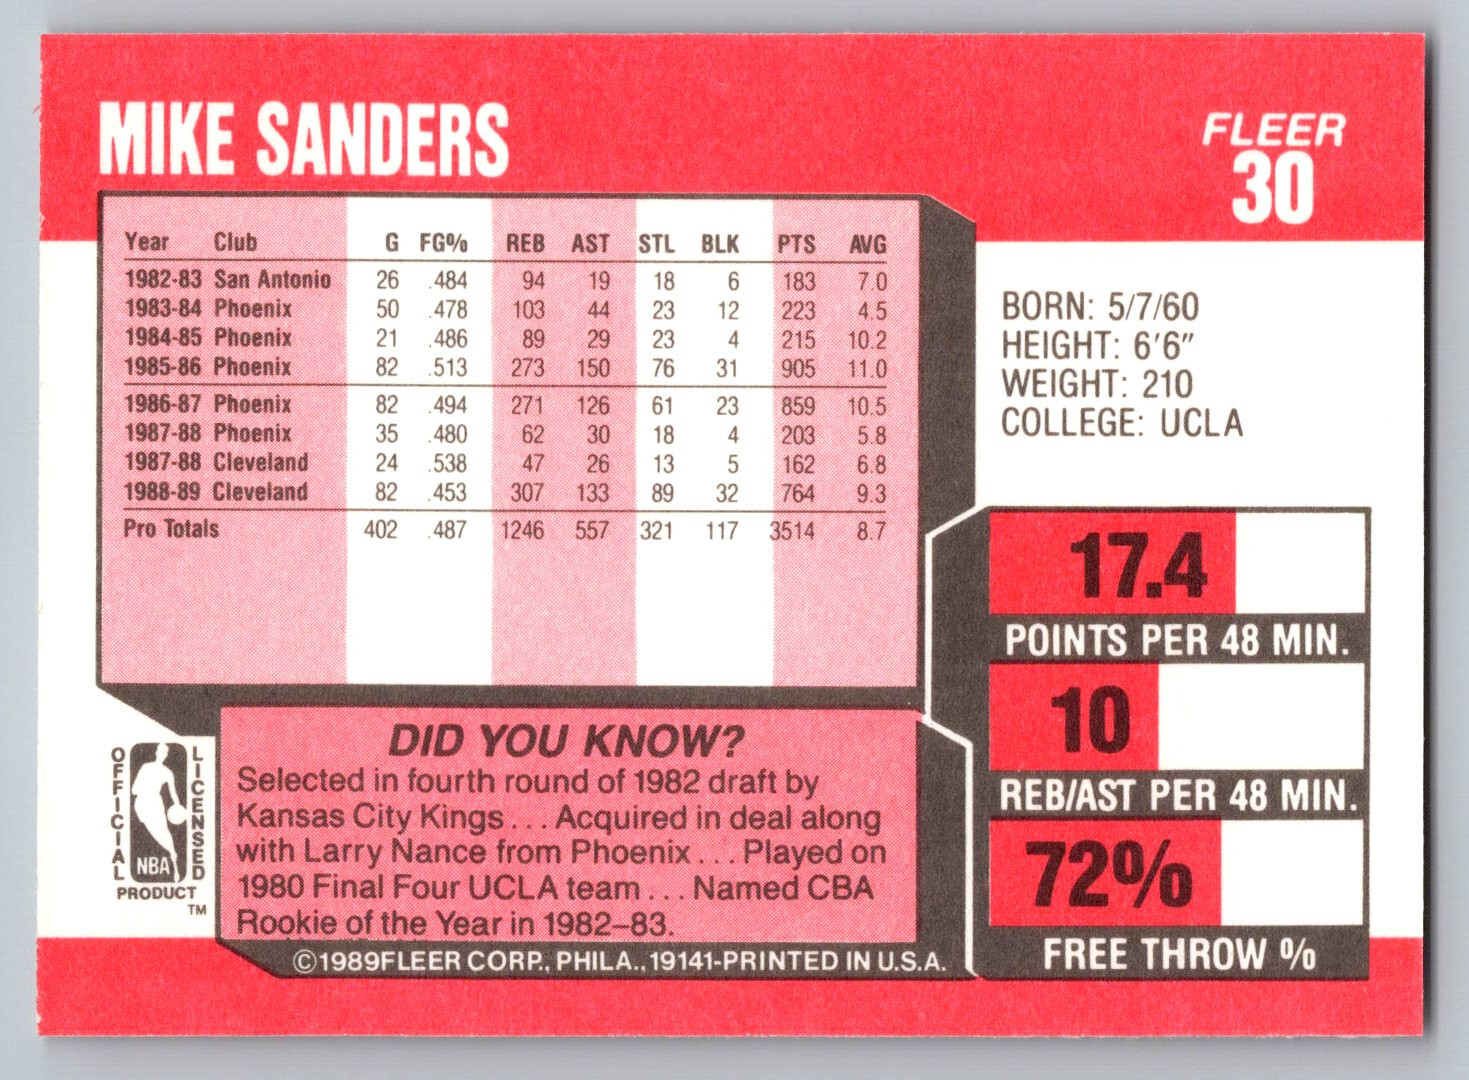 MIKE SANDERS
FLEER
30
Year Club G FG% REB AST STL BLK PTS AVG
1982-83 San Antonio 26 .484 94 19 18 6 183 7.0
1983-84 Phoenix 50 .478 103 44 23 12 223 4.5
1984-85 Phoenix 21 .486 89 29 23 4 215 10.2
1985-86 Phoenix 82 .513 273 150 76 31 905 11.0
1986-87 Phoenix 82 .494 271 126 61 23 859 10.5
1987-88 Phoenix 35 .480 62 30 18 4 203 5.8
1987-88 Cleveland 24 .538 47 26 13 5 162 6.8
1988-89 Cleveland 82 .453 307 133 89 32 764 9.3
Pro Totals 402 .487 1246 557 321 117 3514 8.7
BORN: 5/7/60
HEIGHT: 6'6"
WEIGHT: 210
COLLEGE: UCLA
17.4
POINTS PER 48 MIN.
10
REB/AST PER 48 MIN.
72%
FREE THROW %
DID YOU KNOW?
Selected in fourth round of 1982 draft by
Kansas City Kings... Acquired in deal along
with Larry Nance from Phoenix... Played on
1980 Final Four UCLA team... Named CBA
Rookie of the Year in 1982–83.
OFFICIAL
LICENSED
NBA
PRODUCT
TM
©1989FLEER CORP., PHILA., 19141-PRINTED IN U.S.A.